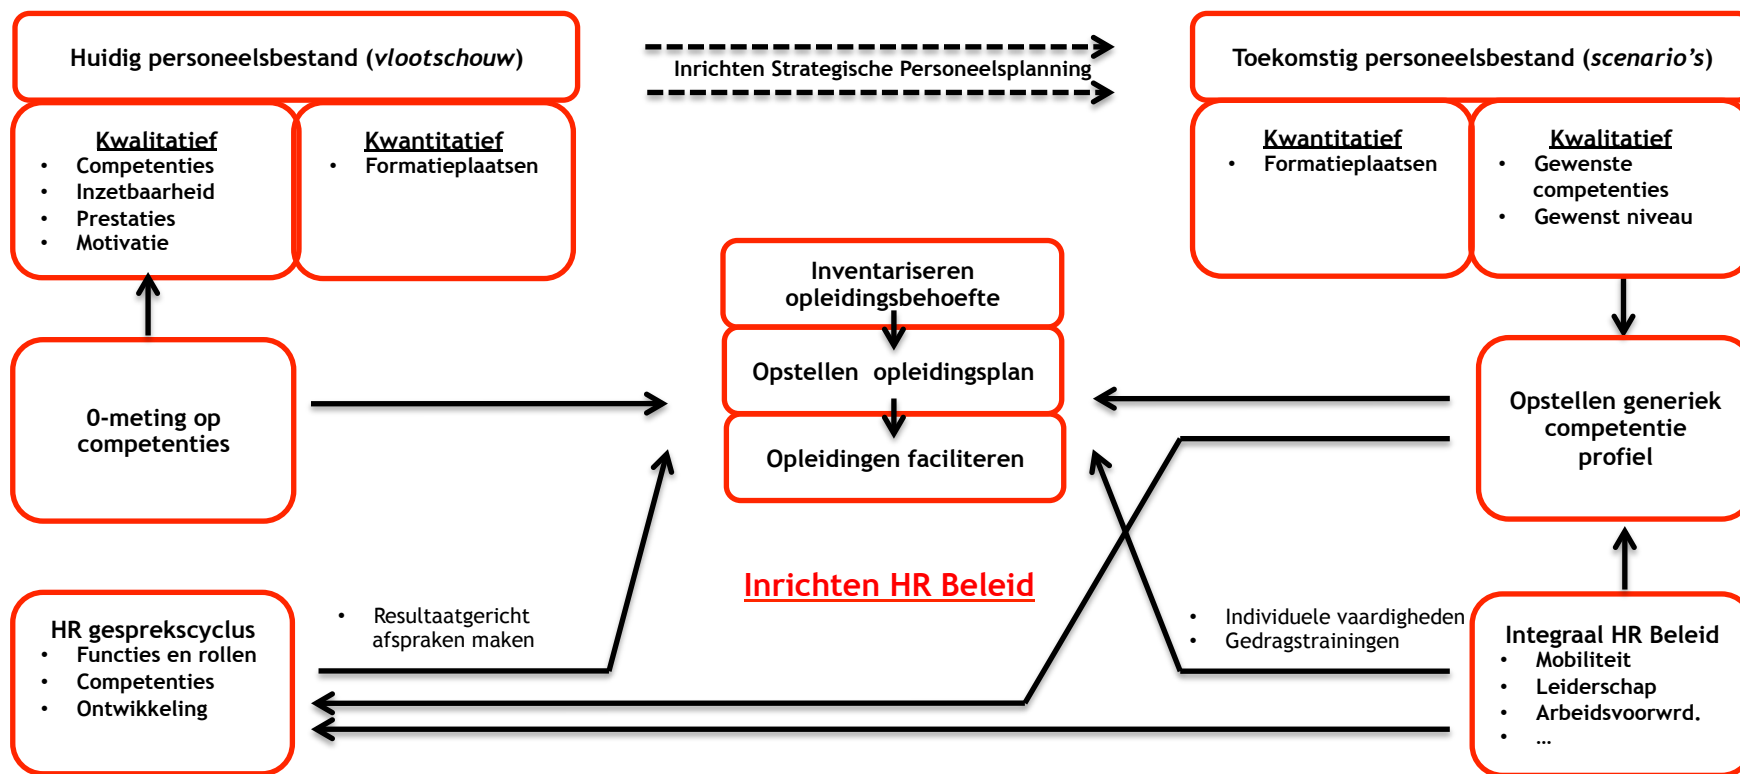 Huidig personeelsbestand (vlootschouw)
Inrichten Strategische Personeelsplanning
Toekomstig personeelsbestand (scenario's)
Kwalitatief
• Competenties
• Inzetbaarheid
• Prestaties
• Motivatie
Kwantitatief
• Formatieplaatsen
Kwantitatief
• Formatieplaatsen
Kwalitatief
• Gewenste
competenties
• Gewenst niveau
Inventariseren
opleidingsbehoefte
Opstellen opleidingsplan
Opleidingen faciliteren
0-meting op
competenties
Opstellen generiek
competentie
profiel
Inrichten HR Beleid
HR gesprekscyclus
• Functies en rollen
• Competenties
• Ontwikkeling
• Resultaatgericht
afspraken maken
• Individuele vaardigheden
• Gedragstrainingen
Integraal HR Beleid
• Mobiliteit
• Leiderschap
• Arbeidsvoorwrd.
• …